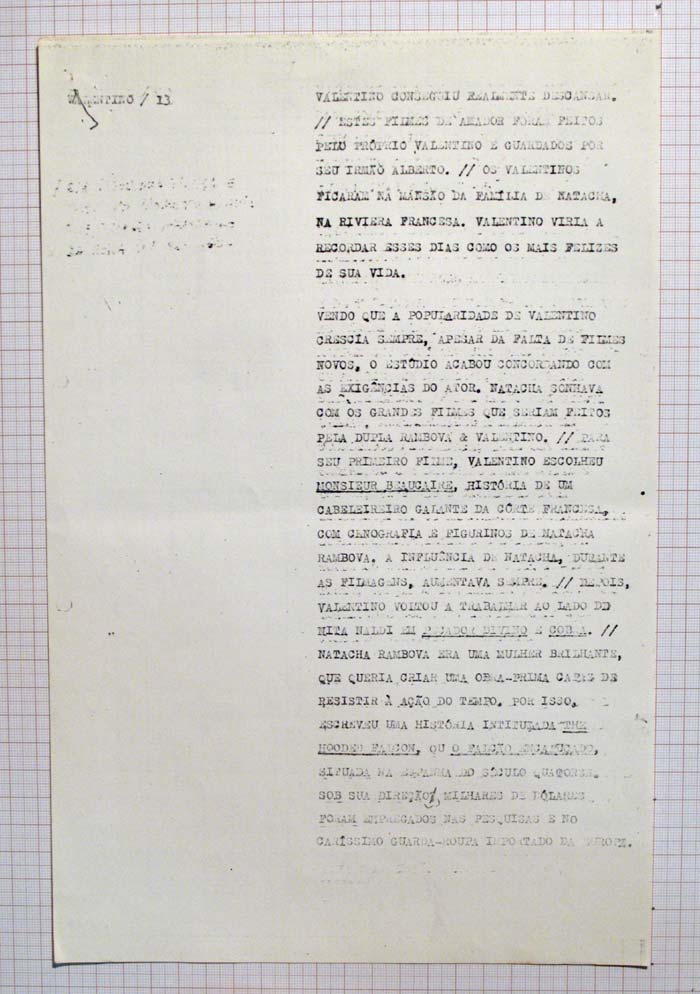 VALENTINO / 13
VALENTINO CONSEGUIU REALMENTE DESCANSAR.
// ESTES FILMES DE AMADOR FORAM FEITOS
PELO PRÓPRIO VALENTINO E GUARDADOS POR
SEU IRMÃO ALBERTO. // OS VALENTINOS
FICARAM NA MANSÃO DA FAMÍLIA DE NATACHA,
NA RIVIERA FRANCESA. VALENTINO VIRIA A
RECORDAR ESSES DIAS COMO OS MAIS FELIZES
DE SUA VIDA.
VENDO QUE A POPULARIDADE DE VALENTINO
CRESCIA SEMPRE, APESAR DA FALTA DE FILMES
NOVOS, O ESTÚDIO ACABOU CONCORDANDO COM
AS EXIGÊNCIAS DO ATOR. NATACHA SONHAVA
COM OS GRANDES FILMES QUE SERIAM FEITOS
PELA DUPLA RAMBOVA & VALENTINO. // PARA
SEU PRIMEIRO FILME, VALENTINO ESCOLHEU
MONSIEUR BEAUCAIRE, HISTÓRIA DE UM
CABELEIREIRO GALANTE DA CÔRTE FRANCESA,
COM CENOGRAFIA E FIGURINOS DE NATACHA
RAMBOVA. A INFLUÊNCIA DE NATACHA, DURANTE
AS FILMAGENS, AUMENTAVA SEMPRE. // DEPOIS,
VALENTINO VOLTOU A TRABALHAR AO LADO DE
NITA NALDI EM PECADOR DIVINO E COBRA. //
NATACHA RAMBOVA ERA UMA MULHER BRILHANTE,
QUE QUERIA CRIAR UMA OBRA-PRIMA CAPAZ DE
RESISTIR À AÇÃO DO TEMPO. POR ISSO,
ESCREVEU UMA HISTÓRIA INTITULADA THE
HOODED FALCON, OU O FALCÃO ENCAPUÇADO,
SITUADA NA ESPANHA DO SÉCULO QUATORZE.
SOB SUA DIREÇÃO, MILHARES DE DÓLARES
FORAM EMPREGADOS NAS PESQUISAS E NO
CARÍSSIMO GUARDA-ROUPA IMPORTADO DA EUROPA.